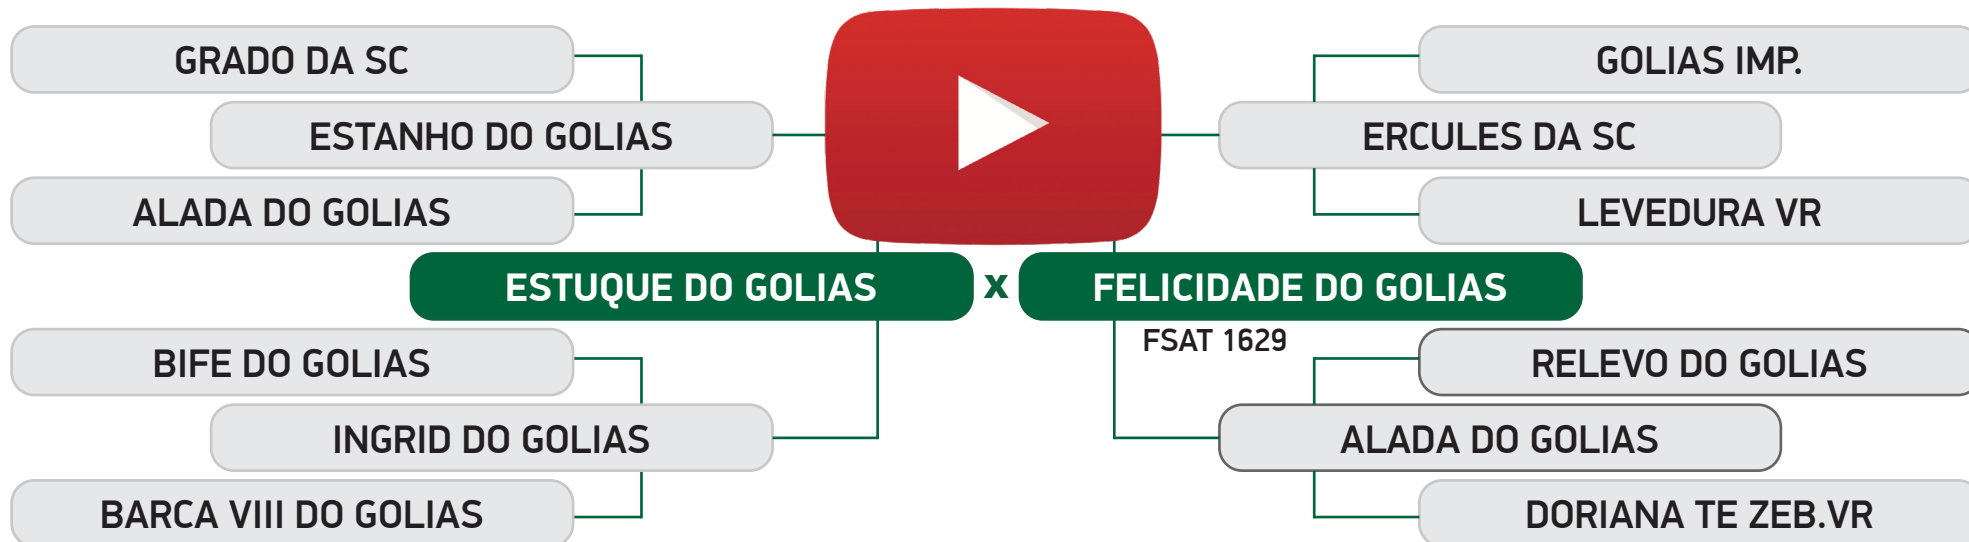 GRADO DA SC
GOLIAS IMP.
ESTANHO DO GOLIAS
ERCULES DA SC
ALADA DO GOLIAS
LEVEDURA VR
ESTUQUE DO GOLIAS x FELICIDADE DO GOLIAS
FSAT 1629
BIFE DO GOLIAS
RELEVO DO GOLIAS
INGRID DO GOLIAS
ALADA DO GOLIAS
BARCA VIII DO GOLIAS
DORIANA TE ZEB.VR